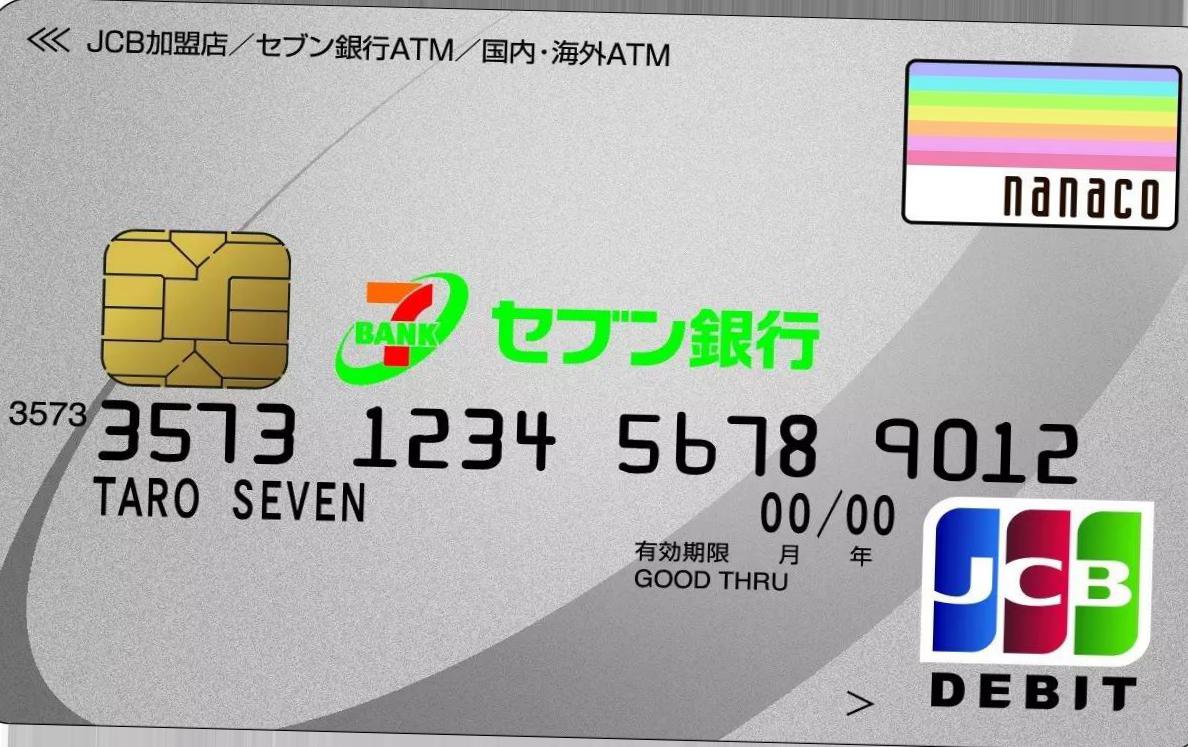 <<< JCB加盟店／セブン銀行ATM／国内・海外ATM
nanaco
7 BANK セブン銀行
3573
3573 1234 5678 9012
TARO SEVEN
00/00
有効期限 月 年
GOOD THRU
JCB
DEBIT
>